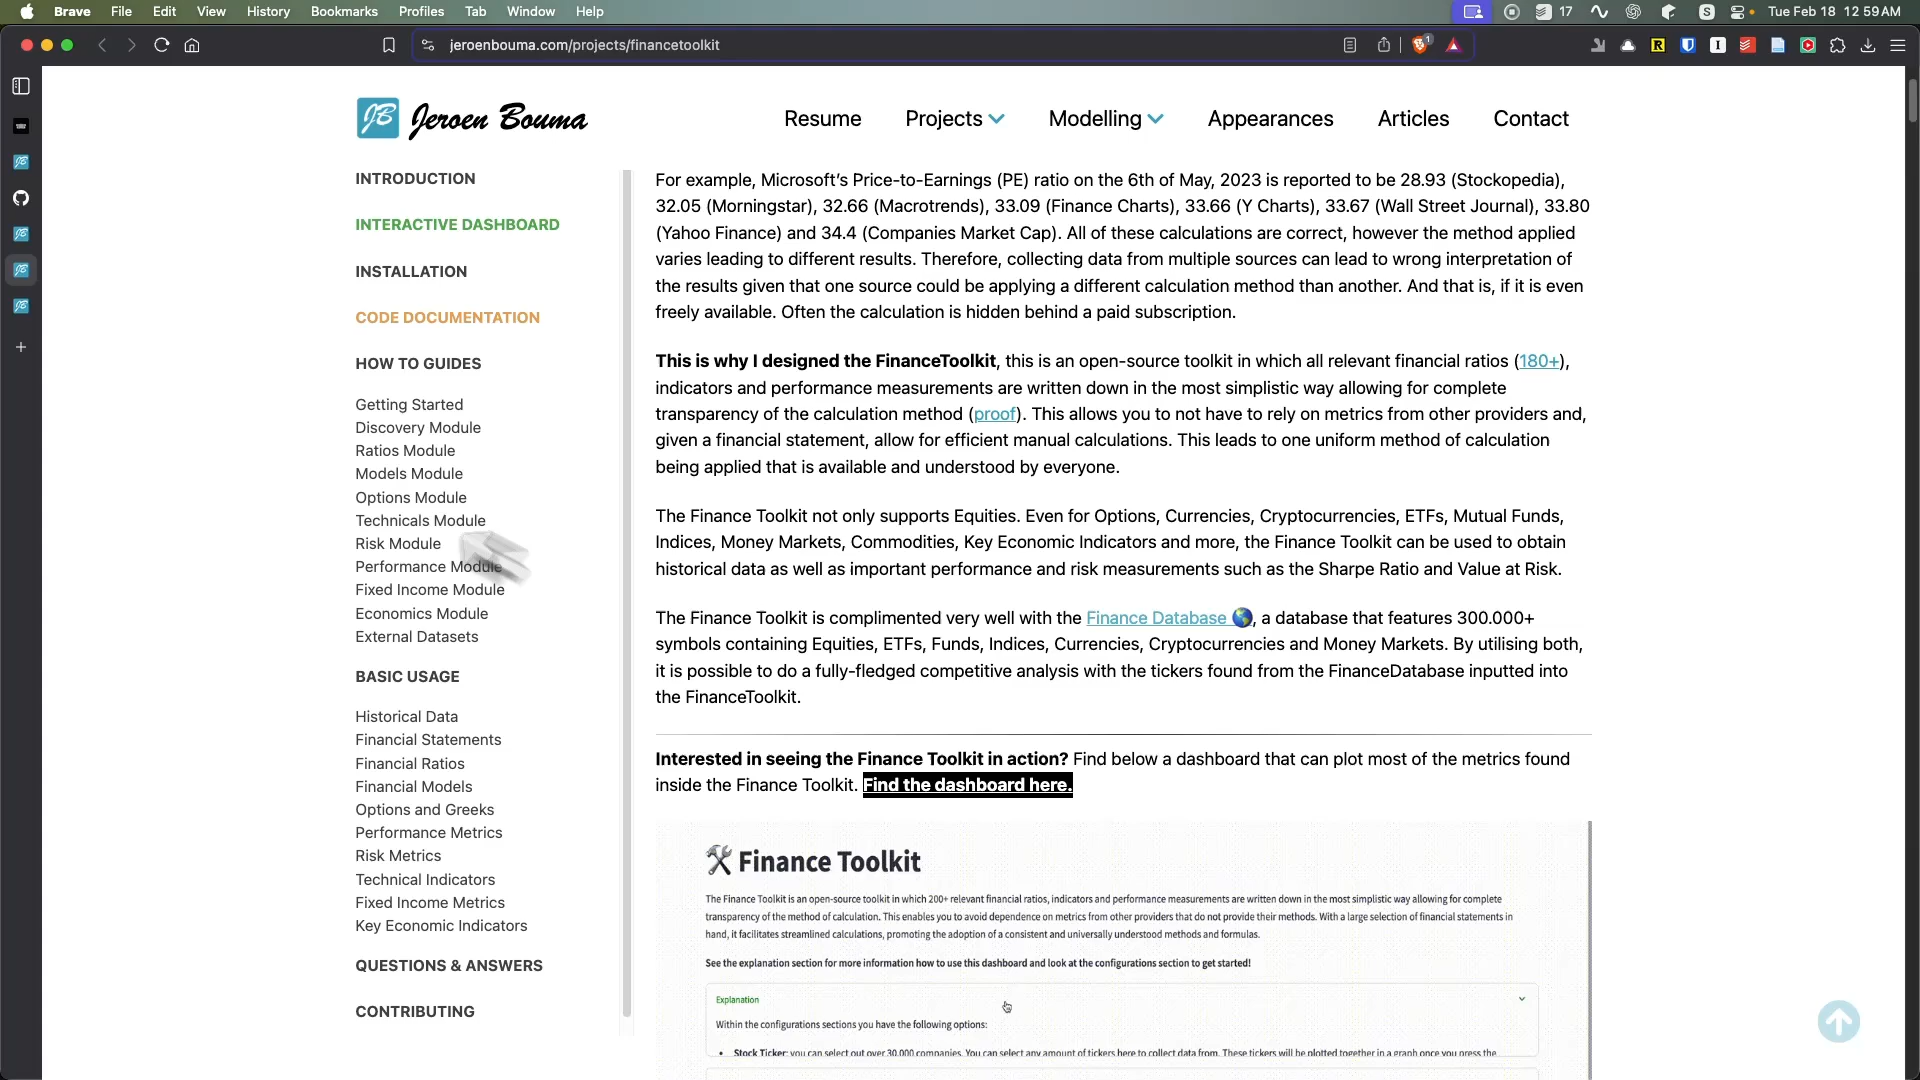 Brave File Edit View History Bookmarks Profiles Tab Window Help 17 Tue Feb 18 12 59 AM
jeroenbouma.com/projects/financetoolkit
JB Jeroen Bouma
Resume Projects Modelling Appearances Articles Contact
INTRODUCTION
INTERACTIVE DASHBOARD
INSTALLATION
CODE DOCUMENTATION
HOW TO GUIDES
Getting Started
Discovery Module
Ratios Module
Models Module
Options Module
Technicals Module
Risk Module
Performance Module
Fixed Income Module
Economics Module
External Datasets
BASIC USAGE
Historical Data
Financial Statements
Financial Ratios
Financial Models
Options and Greeks
Performance Metrics
Risk Metrics
Technical Indicators
Fixed Income Metrics
Key Economic Indicators
QUESTIONS & ANSWERS
CONTRIBUTING
For example, Microsoft's Price-to-Earnings (PE) ratio on the 6th of May, 2023 is reported to be 28.93 (Stockopedia),
32.05 (Morningstar), 32.66 (Macrotrends), 33.09 (Finance Charts), 33.66 (Y Charts), 33.67 (Wall Street Journal), 33.80
(Yahoo Finance) and 34.4 (Companies Market Cap). All of these calculations are correct, however the method applied
varies leading to different results. Therefore, collecting data from multiple sources can lead to wrong interpretation of
the results given that one source could be applying a different calculation method than another. And that is, if it is even
freely available. Often the calculation is hidden behind a paid subscription.
This is why I designed the FinanceToolkit, this is an open-source toolkit in which all relevant financial ratios (180+),
indicators and performance measurements are written down in the most simplistic way allowing for complete
transparency of the calculation method (proof). This allows you to not have to rely on metrics from other providers and,
given a financial statement, allow for efficient manual calculations. This leads to one uniform method of calculation
being applied that is available and understood by everyone.
The Finance Toolkit not only supports Equities. Even for Options, Currencies, Cryptocurrencies, ETFs, Mutual Funds,
Indices, Money Markets, Commodities, Key Economic Indicators and more, the Finance Toolkit can be used to obtain
historical data as well as important performance and risk measurements such as the Sharpe Ratio and Value at Risk.
The Finance Toolkit is complimented very well with the Finance Database 🌎, a database that features 300.000+
symbols containing Equities, ETFs, Funds, Indices, Currencies, Cryptocurrencies and Money Markets. By utilising both,
it is possible to do a fully-fledged competitive analysis with the tickers found from the FinanceDatabase inputted into
the FinanceToolkit.
Interested in seeing the Finance Toolkit in action? Find below a dashboard that can plot most of the metrics found
inside the Finance Toolkit. Find the dashboard here.
🛠 Finance Toolkit
The Finance Toolkit is an open-source toolkit in which 200+ relevant financial ratios, indicators and performance measurements are written down in the most simplistic way allowing for complete
transparency of the method of calculation. This enables you to avoid dependence on metrics from other providers that do not provide their methods. With a large selection of financial statements in
hand, it facilitates streamlined calculations, promoting the adoption of a consistent and universally understood methods and formulas.
See the explanation section for more information how to use this dashboard and look at the configurations section to get started!
Explanation
Within the configurations sections you have the following options:
• Stock Ticker: you can select out over 30.000 companies. You can select any amount of tickers here to collect data from. These tickers will be plotted together in a graph once you press the